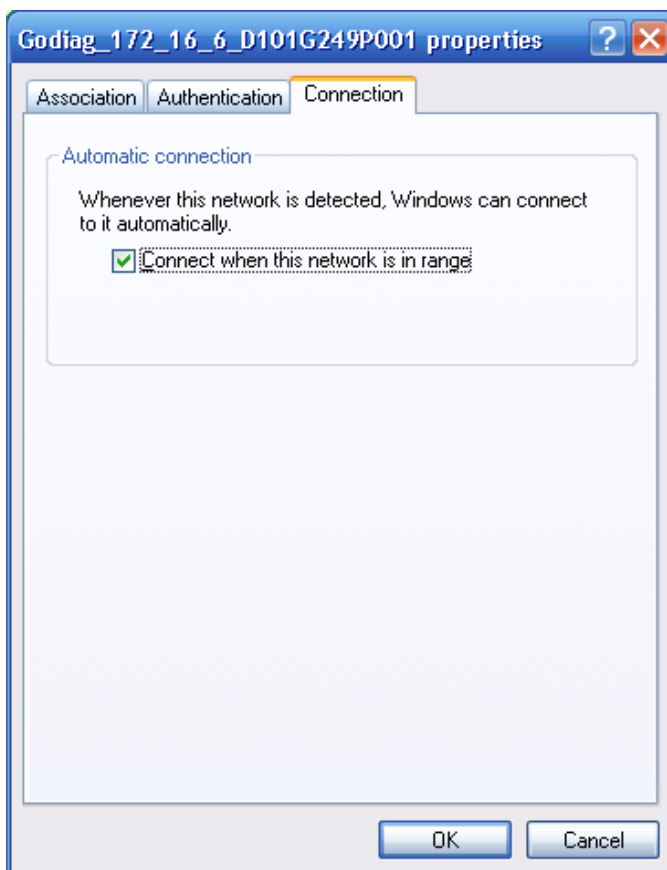 Godiag_172_16_6_D101G249P001 properties
Association Authentication Connection
Automatic connection
Whenever this network is detected, Windows can connect
to it automatically.
Connect when this network is in range
OK Cancel